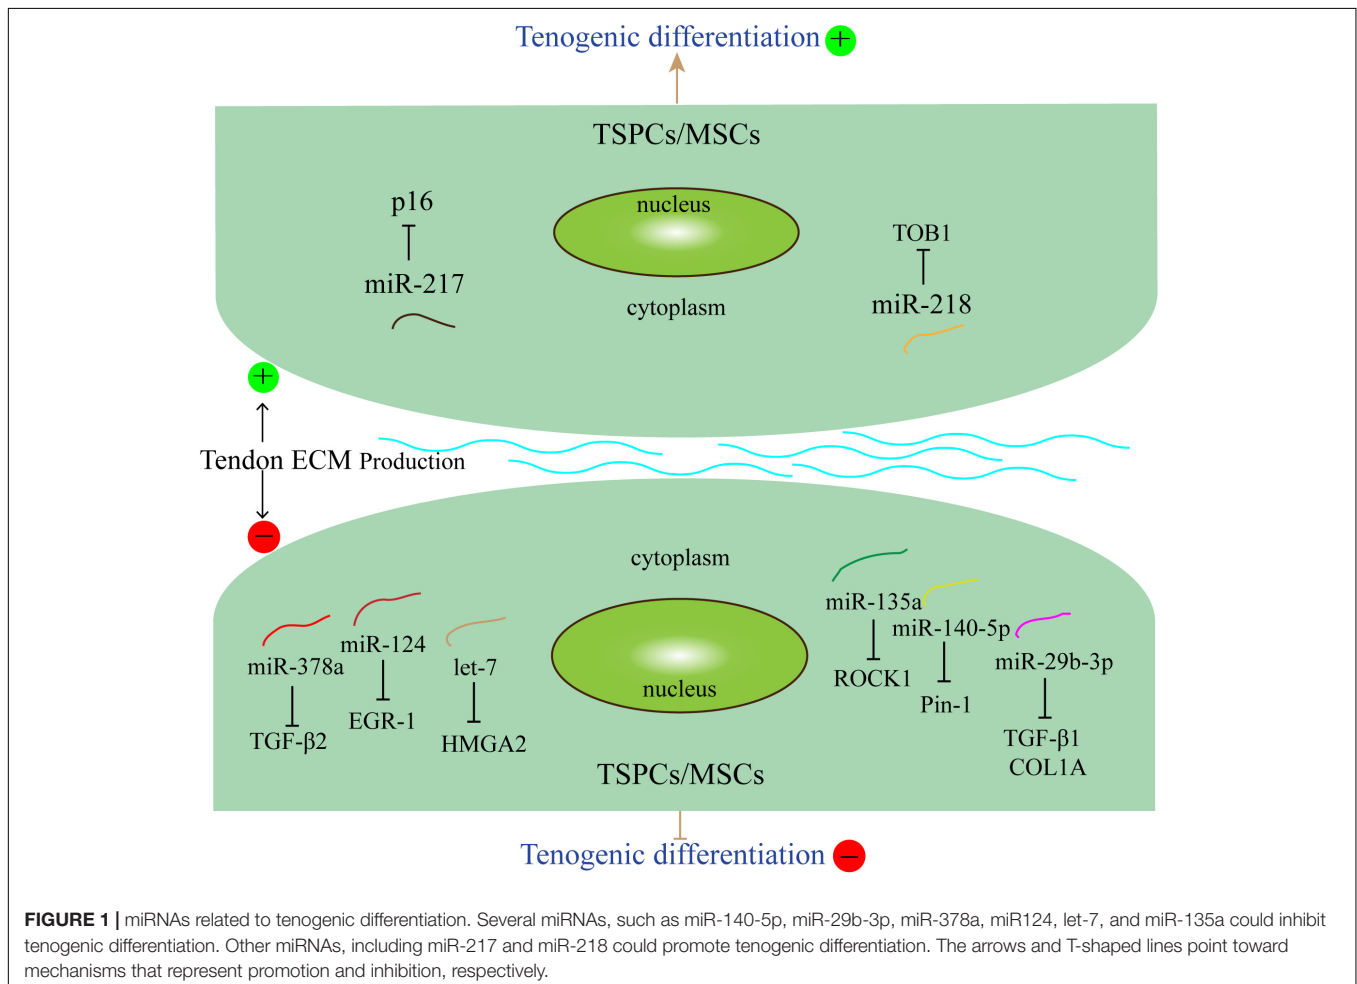 Tenogenic differentiation +
TSPCs/MSCs
p16
nucleus
TOB1
miR-217
miR-218
cytoplasm
+
Tendon ECM Production
−
cytoplasm
miR-135a
miR-140-5p
miR-124
miR-378a
let-7
miR-29b-3p
ROCK1
nucleus
Pin-1
EGR-1
TGF-β2
HMGA2
TGF-β1
COL1A
TSPCs/MSCs
Tenogenic differentiation −
FIGURE 1 | miRNAs related to tenogenic differentiation. Several miRNAs, such as miR-140-5p, miR-29b-3p, miR-378a, miR124, let-7, and miR-135a could inhibit
tenogenic differentiation. Other miRNAs, including miR-217 and miR-218 could promote tenogenic differentiation. The arrows and T-shaped lines point toward
mechanisms that represent promotion and inhibition, respectively.